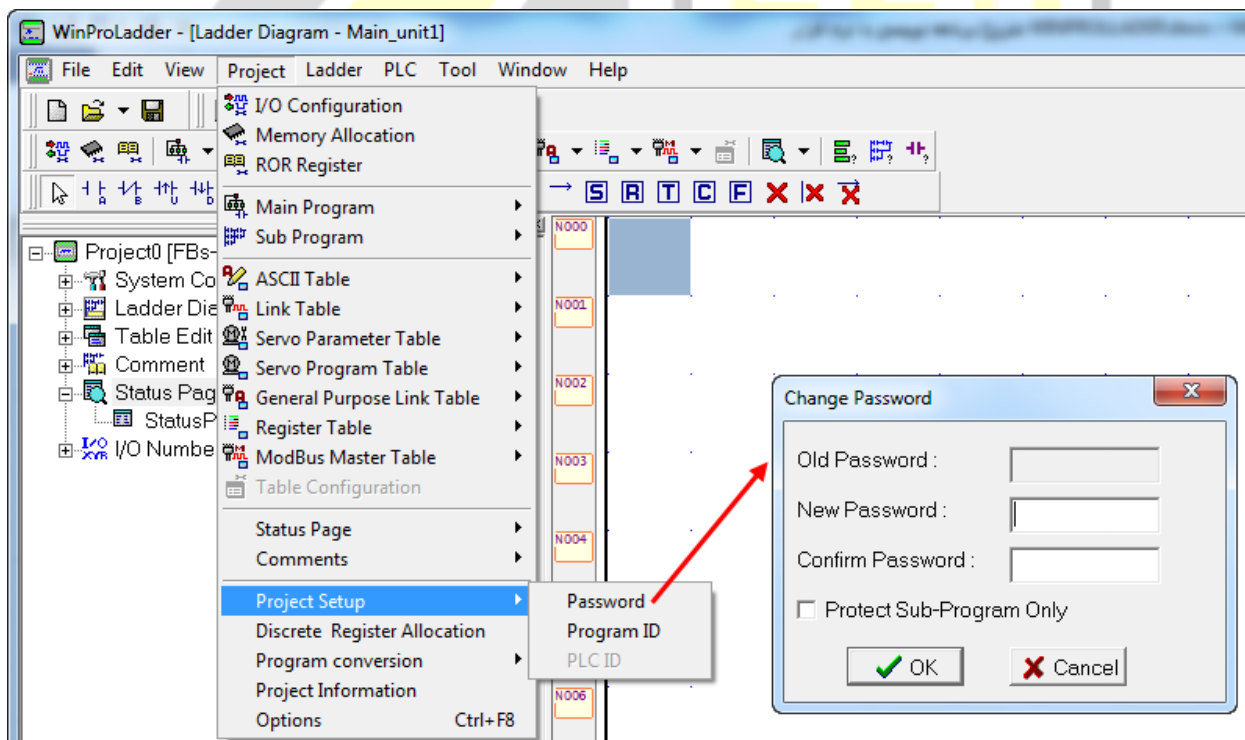 WinProLadder - [Ladder Diagram - Main_unit1]
File Edit View Project Ladder PLC Tool Window Help
I/O Configuration
Memory Allocation
ROR Register
Main Program
Sub Program
ASCII Table
Link Table
Servo Parameter Table
Servo Program Table
General Purpose Link Table
Register Table
ModBus Master Table
Table Configuration
Status Page
Comments
Project Setup
Discrete Register Allocation
Program conversion
Project Information
Options Ctrl+F8
Password
Program ID
PLC ID
A B U D
S R T C F
Project0 [FBs-
System Co
Ladder Dia
Table Edit
Comment
Status Pag
StatusP
I/O Numbe
N000
N001
N002
N003
N004
N006
Change Password
Old Password :
New Password :
Confirm Password :
Protect Sub-Program Only
OK Cancel